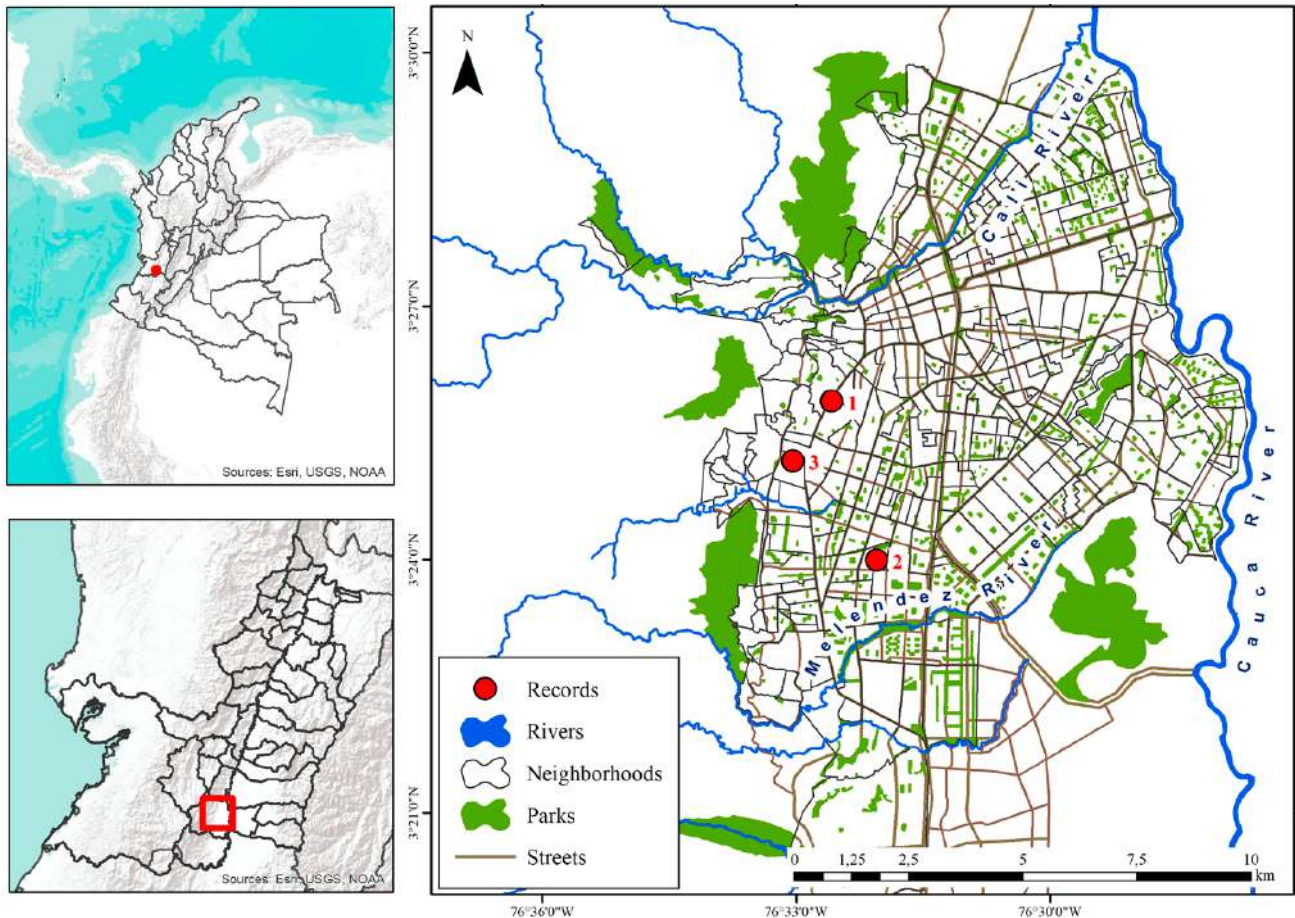 Sources: Esri, USGS, NOAA
Sources: Esri, USGS, NOAA
N
3°30'0"N
3°27'0"N
3°24'0"N
3°21'0"N
Cali River
Cauca River
Melendez River
1
3
2
Records
Rivers
Neighborhoods
Parks
Streets
0 1,25 2,5 5 7,5 10
km
76°36'0"W 76°33'0"W 76°30'0"W